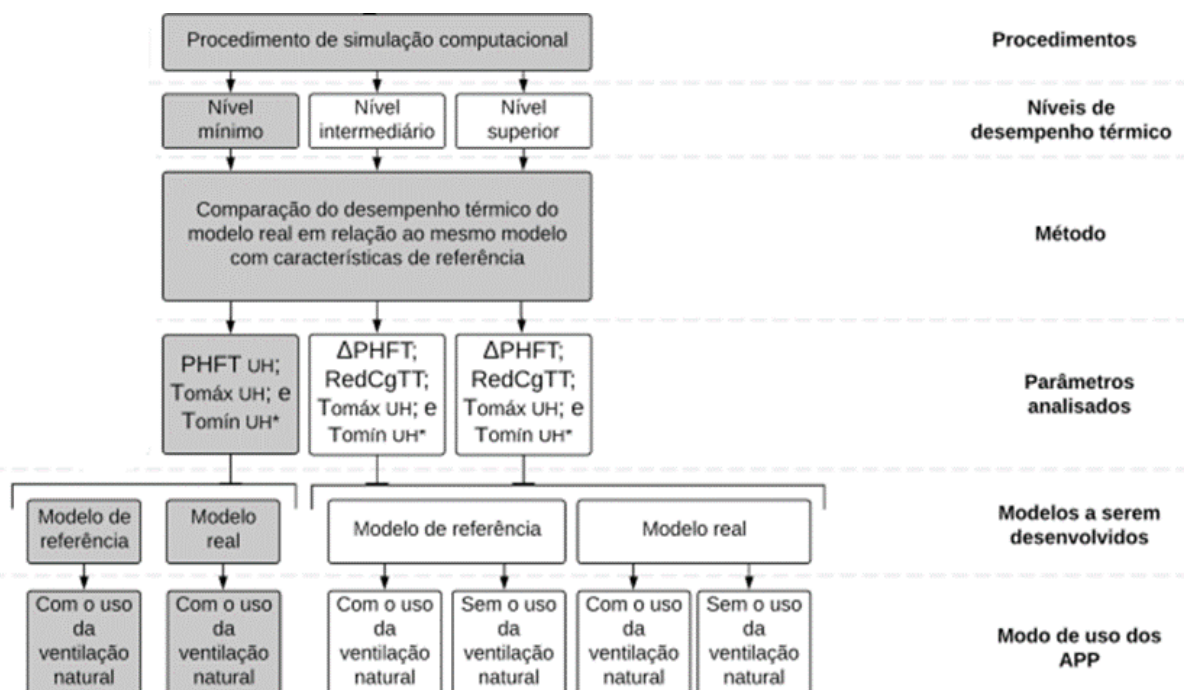 Procedimento de simulação computacional
Procedimentos
Nível
mínimo
Nível
intermediário
Nível
superior
Níveis de
desempenho térmico
Comparação do desempenho térmico do
modelo real em relação ao mesmo modelo
com características de referência
Método
PHFT UH;
Tomáx UH; e
Tomín UH*
ΔPHFT;
RedCgTT;
Tomáx UH; e
Tomín UH*
ΔPHFT;
RedCgTT;
Tomáx UH; e
Tomín UH*
Parâmetros
analisados
Modelo de
referência
Modelo
real
Modelo de referência
Modelo real
Modelos a serem
desenvolvidos
Com o uso
da
ventilação
natural
Com o uso
da
ventilação
natural
Com o uso
da
ventilação
natural
Sem o uso
da
ventilação
natural
Com o uso
da
ventilação
natural
Sem o uso
da
ventilação
natural
Modo de uso dos
APP